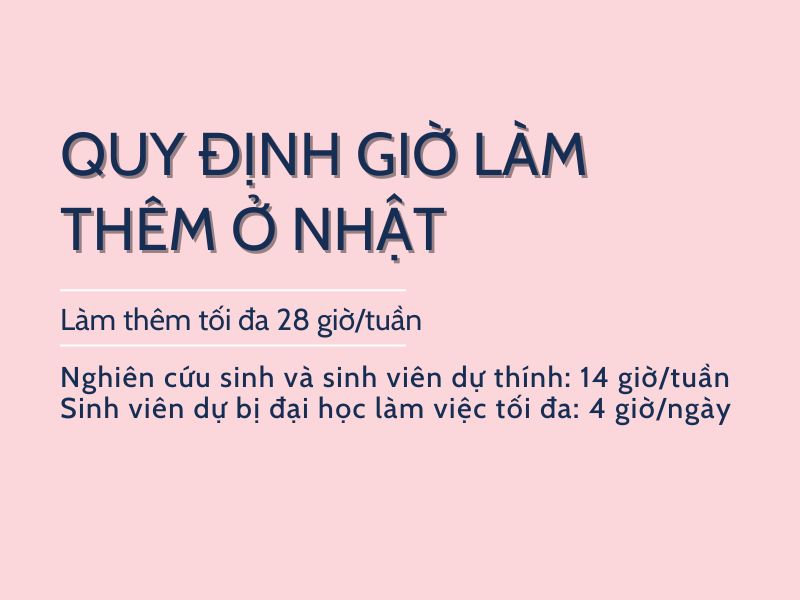 QUY ĐỊNH GIỜ LÀM
THÊM Ở NHẬT
Làm thêm tối đa 28 giờ/tuần
Nghiên cứu sinh và sinh viên dự thính: 14 giờ/tuần
Sinh viên dự bị đại học làm việc tối đa: 4 giờ/ngày